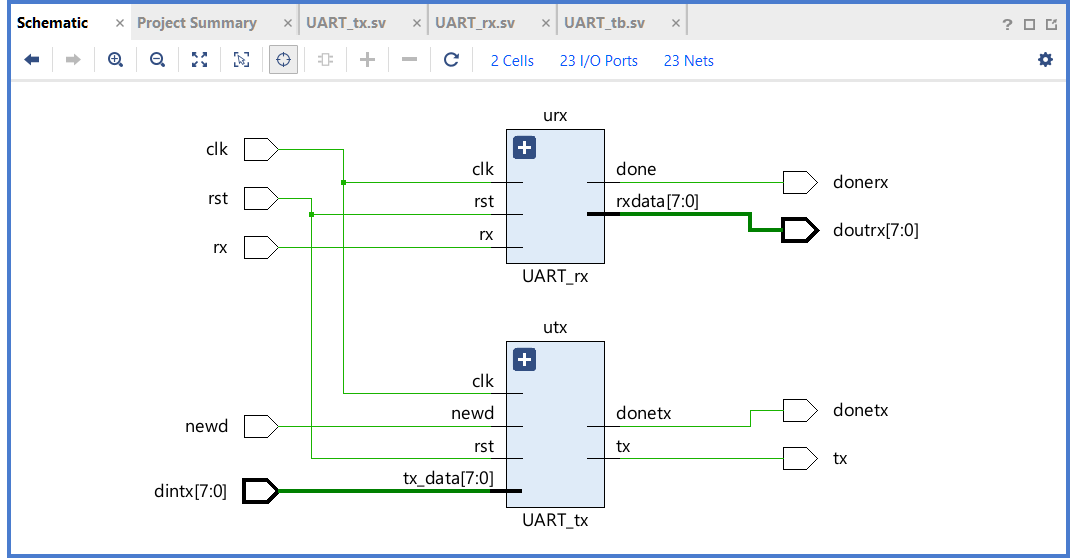 Schematic × Project Summary × UART_tx.sv × UART_rx.sv × UART_tb.sv × ?
2 Cells 23 I/O Ports 23 Nets
urx
clk
clk done
rst donerx
rst rxdata[7:0]
rx doutrx[7:0]
rx
UART_rx
utx
clk
newd donetx donetx
newd
rst tx tx
dintx[7:0] tx_data[7:0]
UART_tx